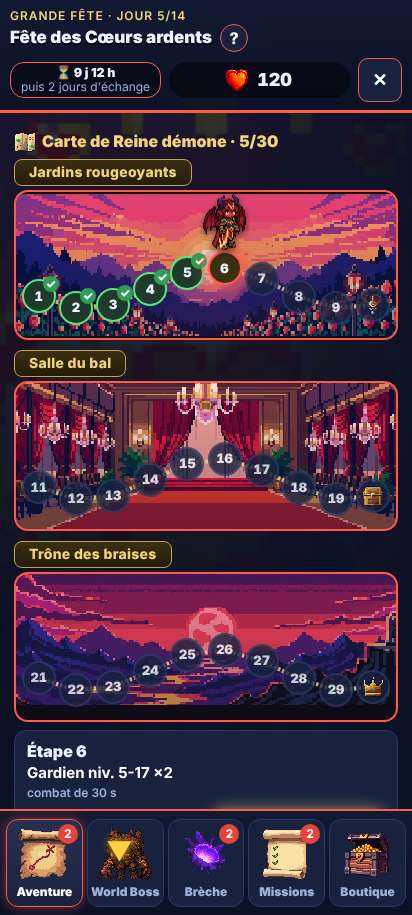 GRANDE FÊTE · JOUR 5/14
Fête des Cœurs ardents ?
9 j 12 h
puis 2 jours d'échange
120
×
Carte de Reine démone · 5/30
Jardins rougeoyants
1 2 3 4 5 6 7 8 9
Salle du bal
11 12 13 14 15 16 17 18 19
Trône des braises
21 22 23 24 25 26 27 28 29
Étape 6
Gardien niv. 5-17 ×2
combat de 30 s
2 2 2
Aventure World Boss Brèche Missions Boutique